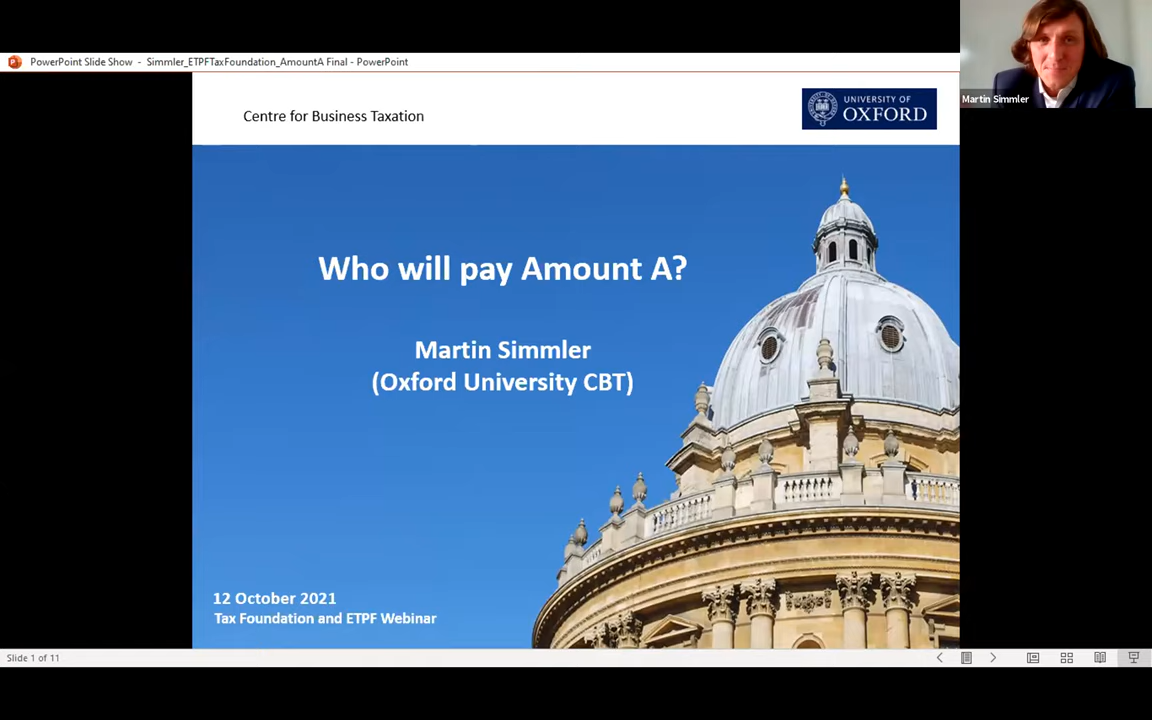 PowerPoint Slide Show - Simmler_ETPFTaxFoundation_AmountA Final - PowerPoint
Martin Simmler
Centre for Business Taxation
UNIVERSITY OF
OXFORD
Who will pay Amount A?
Martin Simmler
(Oxford University CBT)
12 October 2021
Tax Foundation and ETPF Webinar
Slide 1 of 11